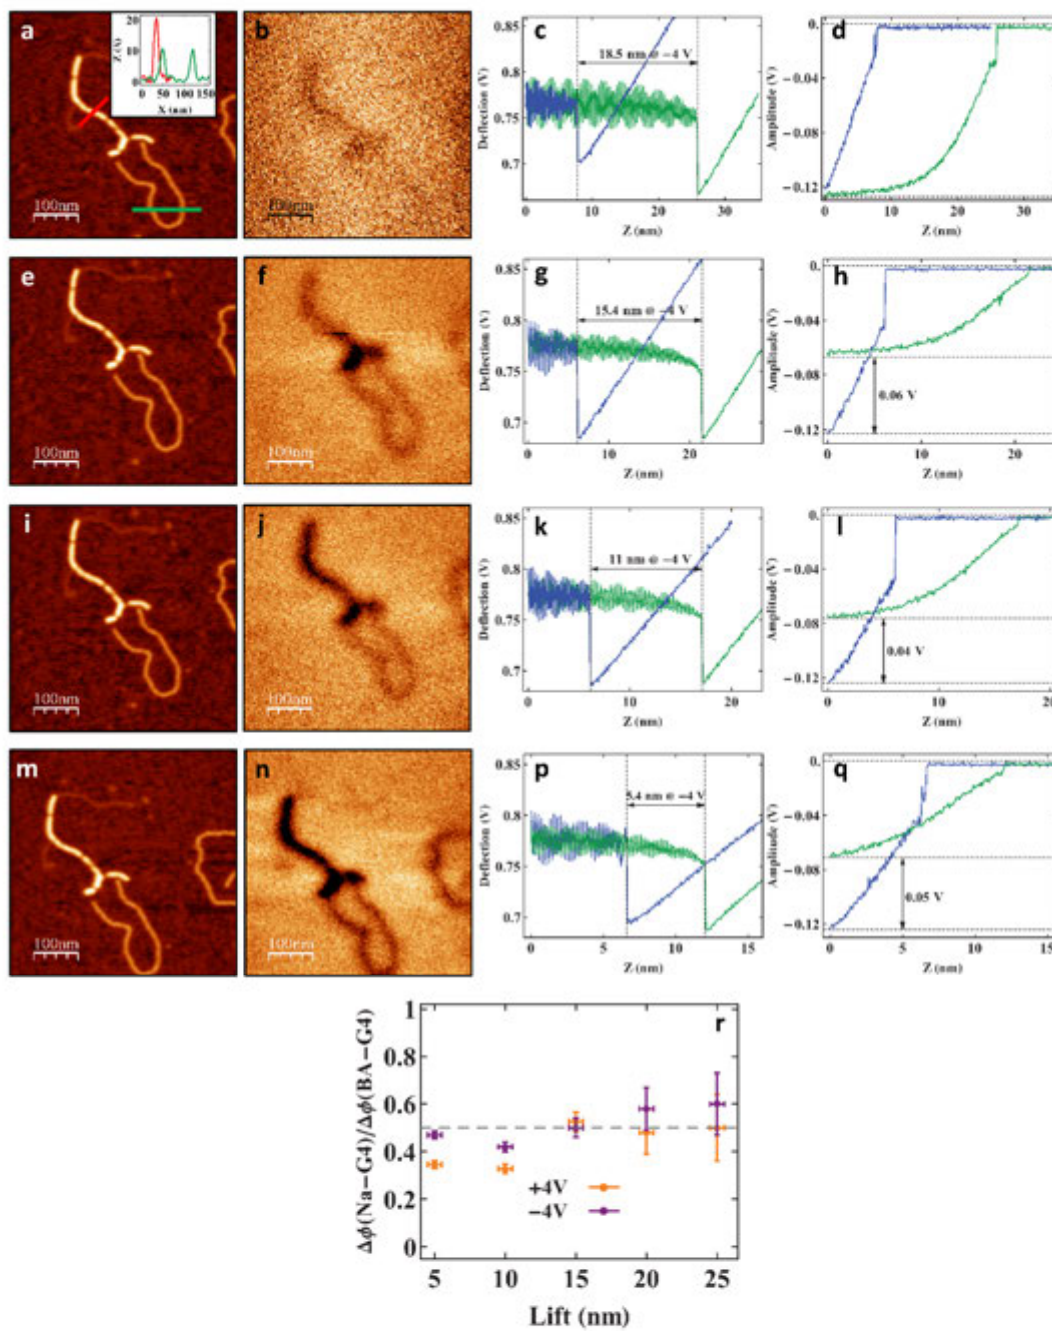 a
20
10
0
Z (Å)
0 50 100 150
X (nm)
100nm
b
100nm
c
18.5 nm @ −4 V
0.85
0.8
0.7
Deflection (V)
0 10 20 30
Z (nm)
d
0.
−0.04
−0.08
−0.12
Amplitude (V)
0 10 20 30
Z (nm)
e
100nm
f
100nm
g
15.4 nm @ −4 V
0.85
0.8
0.7
Deflection (V)
0 10 20
Z (nm)
h
0.
−0.04
−0.08
−0.12
0.06 V
Amplitude (V)
0 10 20
Z (nm)
i
100nm
j
100nm
k
11 nm @ −4 V
0.85
0.8
0.7
Deflection (V)
0 10 20
Z (nm)
l
0.
−0.04
−0.08
−0.12
0.04 V
Amplitude (V)
0 10 20
Z (nm)
m
100nm
n
100nm
p
5.4 nm @ −4 V
0.85
0.8
0.75
0.7
Deflection (V)
0 5 10 15
Z (nm)
q
0.
−0.04
−0.08
−0.12
0.05 V
Amplitude (V)
0 5 10 15
Z (nm)
r
1
0.8
0.6
0.4
0.2
0
Δϕ(Na−G4)/Δϕ(BA−G4)
+4V
−4V
5 10 15 20 25
Lift (nm)